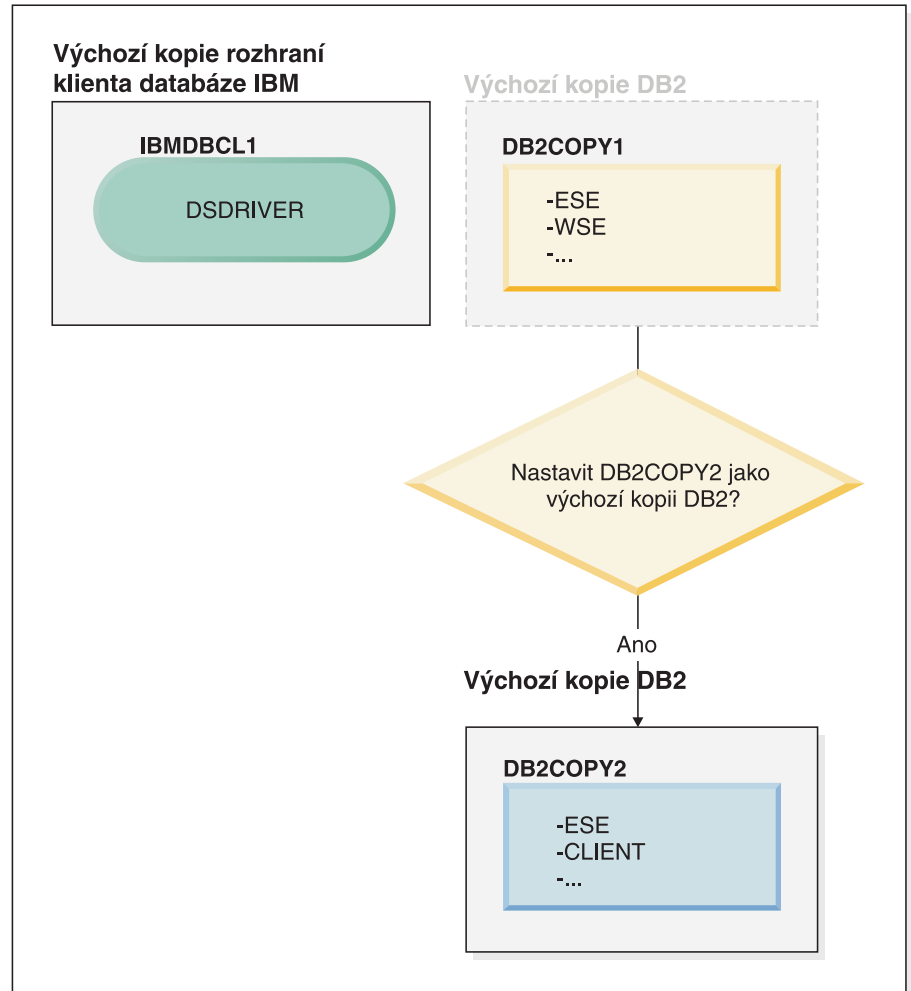 Výchozí kopie rozhraní
klienta databáze IBM
IBMDBCL1
DSDRIVER
Výchozí kopie DB2
DB2COPY1
-ESE
-WSE
-...
Nastavit DB2COPY2 jako
výchozí kopii DB2?
Ano
Výchozí kopie DB2
DB2COPY2
-ESE
-CLIENT
-...